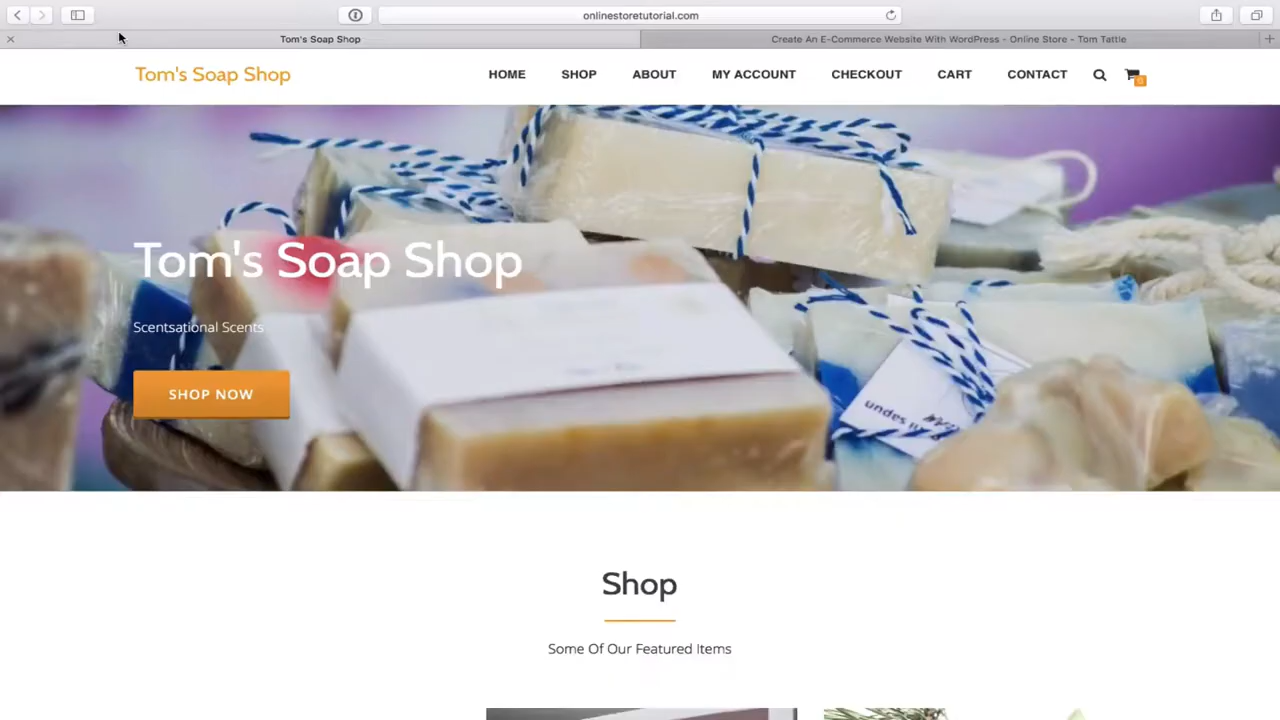 onlinestoretutorial.com
Tom's Soap Shop
Create An E-Commerce Website With WordPress - Online Store - Tom Tattle
Tom's Soap Shop
HOME
SHOP
ABOUT
MY ACCOUNT
CHECKOUT
CART
CONTACT
Tom's Soap Shop
Scentsational Scents
SHOP NOW
Shop
Some Of Our Featured Items